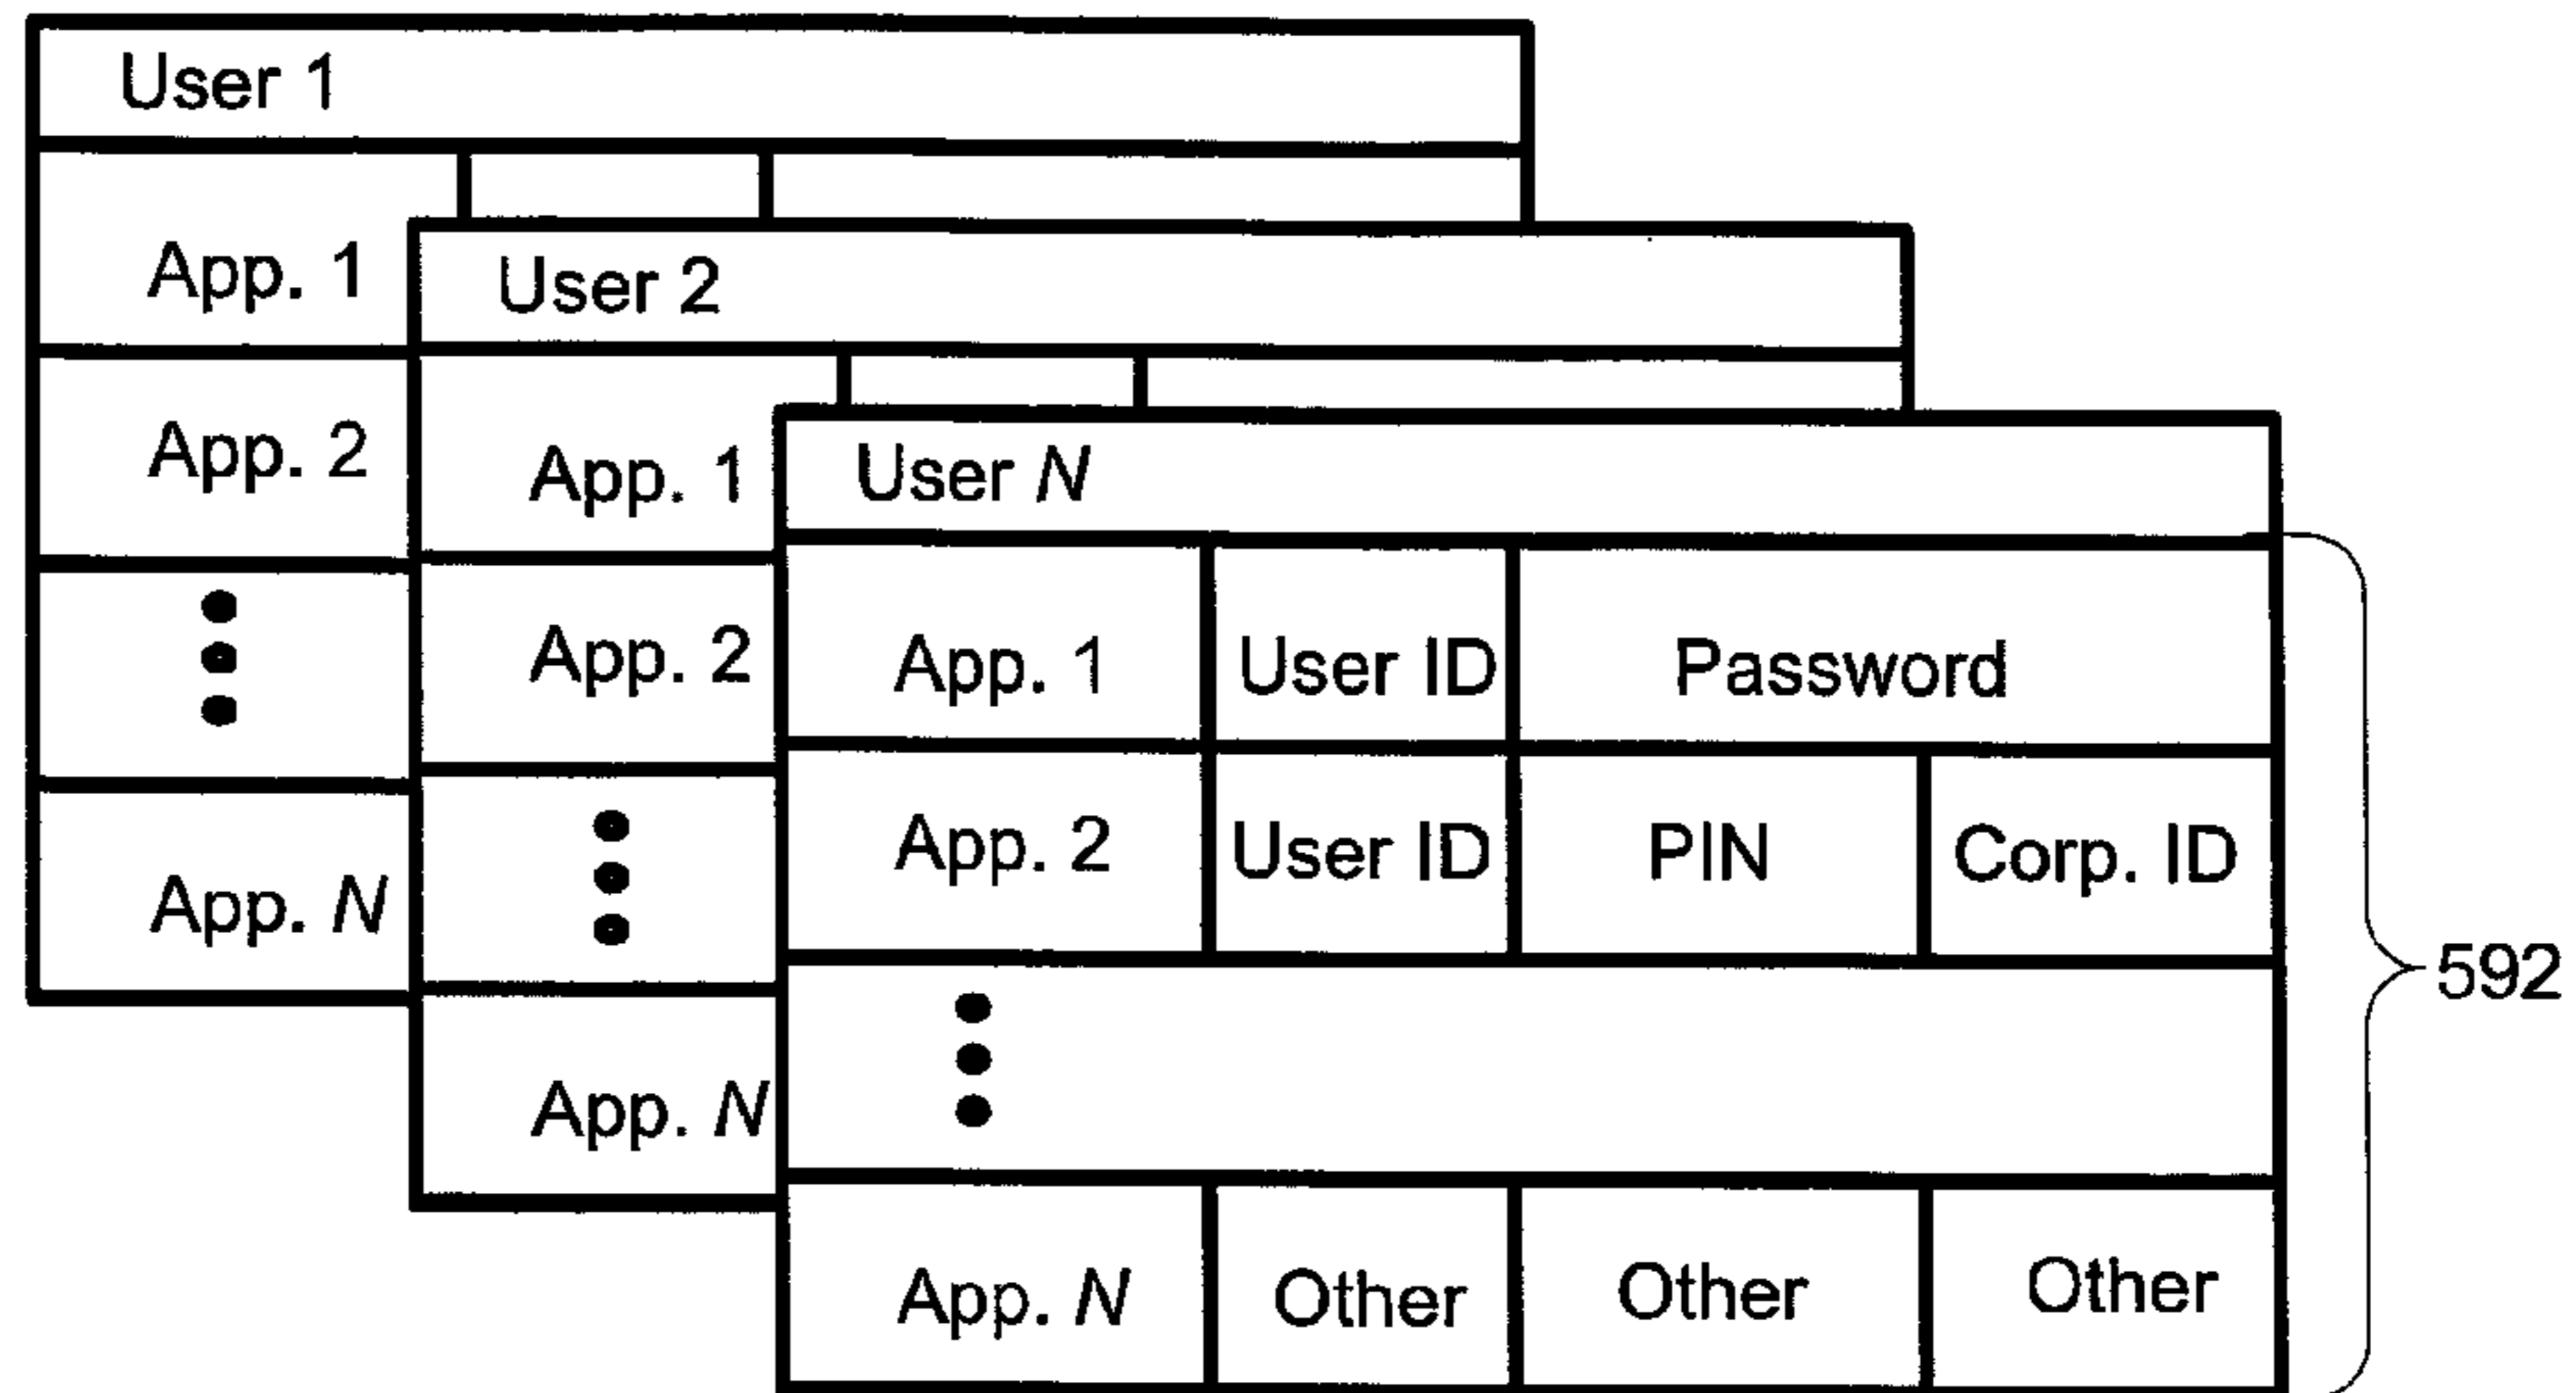 User 1
App. 1
App. 2
App. N
User 2
App. 1
App. 2
App. N
User N
App. 1 User ID Password
App. 2 User ID PIN Corp. ID
App. N Other Other Other
592